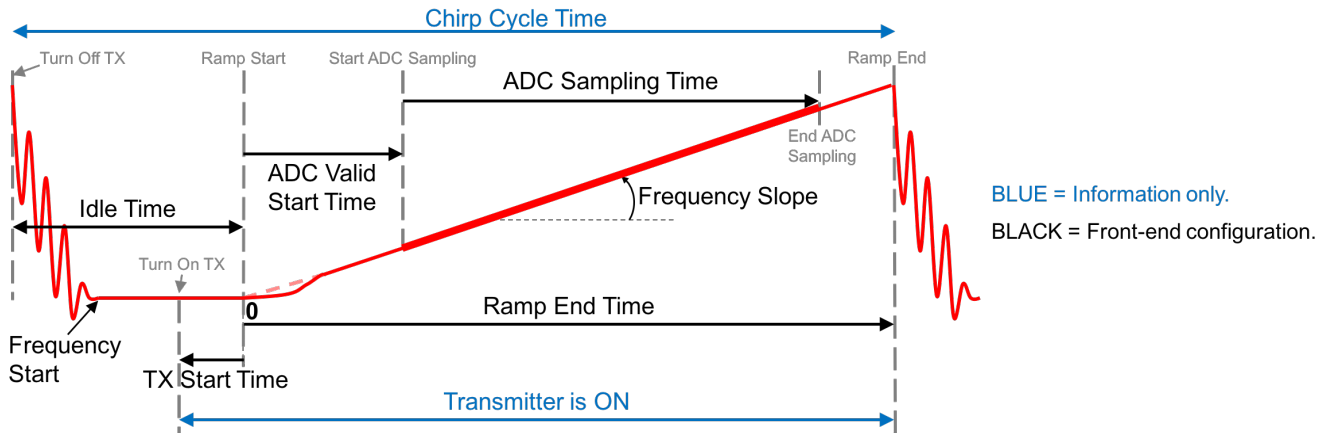 Chirp Cycle Time
Turn Off TX
Ramp Start
Start ADC Sampling
Ramp End
ADC Sampling Time
End ADC
Sampling
ADC Valid
Start Time
Frequency Slope
Idle Time
BLUE = Information only.
BLACK = Front-end configuration.
Turn On TX
0
Ramp End Time
Frequency
Start
TX Start Time
Transmitter is ON